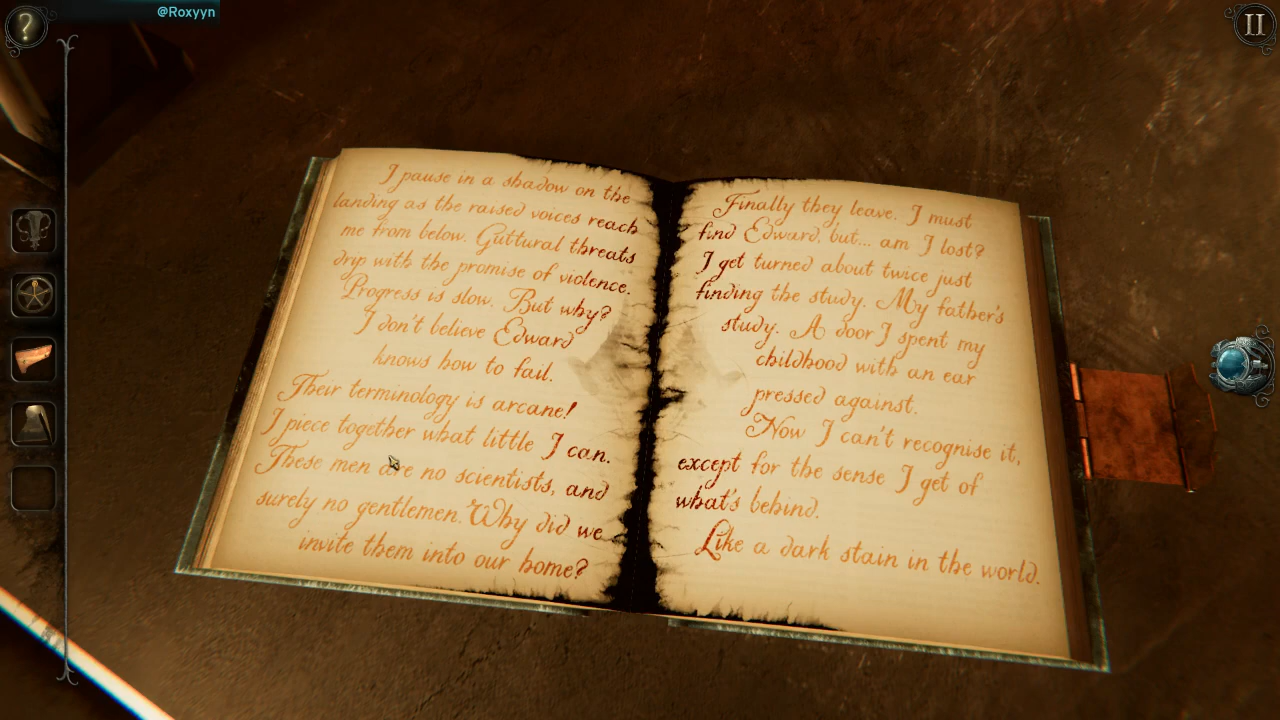 @Roxyyn
I pause in a shadow on the
landing as the raised voices reach
me from below. Guttural threats
drip with the promise of violence.
Progress is slow. But why?
I don't believe Edward
knows how to fail.
Their terminology is arcane!
I piece together what little I can.
These men are no scientists, and
surely no gentlemen. Why did we
invite them into our home?
Finally they leave. I must
find Edward, but... am I lost?
I get turned about twice just
finding the study. My father's
study. A door I spent my
childhood with an ear
pressed against.
Now I can't recognise it,
except for the sense I get of
what's behind.
Like a dark stain in the world.